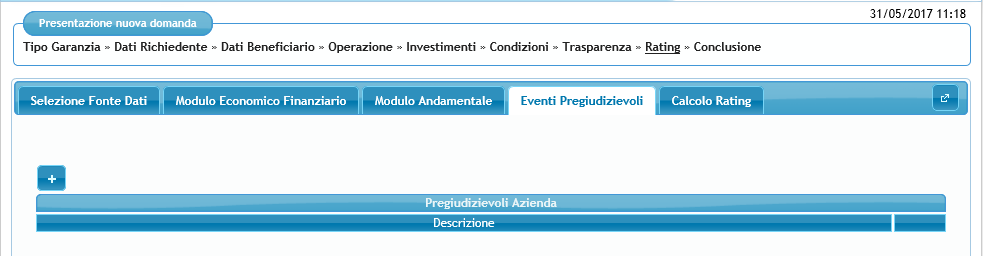 31/05/2017 11:18
Presentazione nuova domanda
Tipo Garanzia » Dati Richiedente » Dati Beneficiario » Operazione » Investimenti » Condizioni » Trasparenza » Rating » Conclusione
Selezione Fonte Dati Modulo Economico Finanziario Modulo Andamentale Eventi Pregiudizievoli Calcolo Rating
+
Pregiudizievoli Azienda
Descrizione